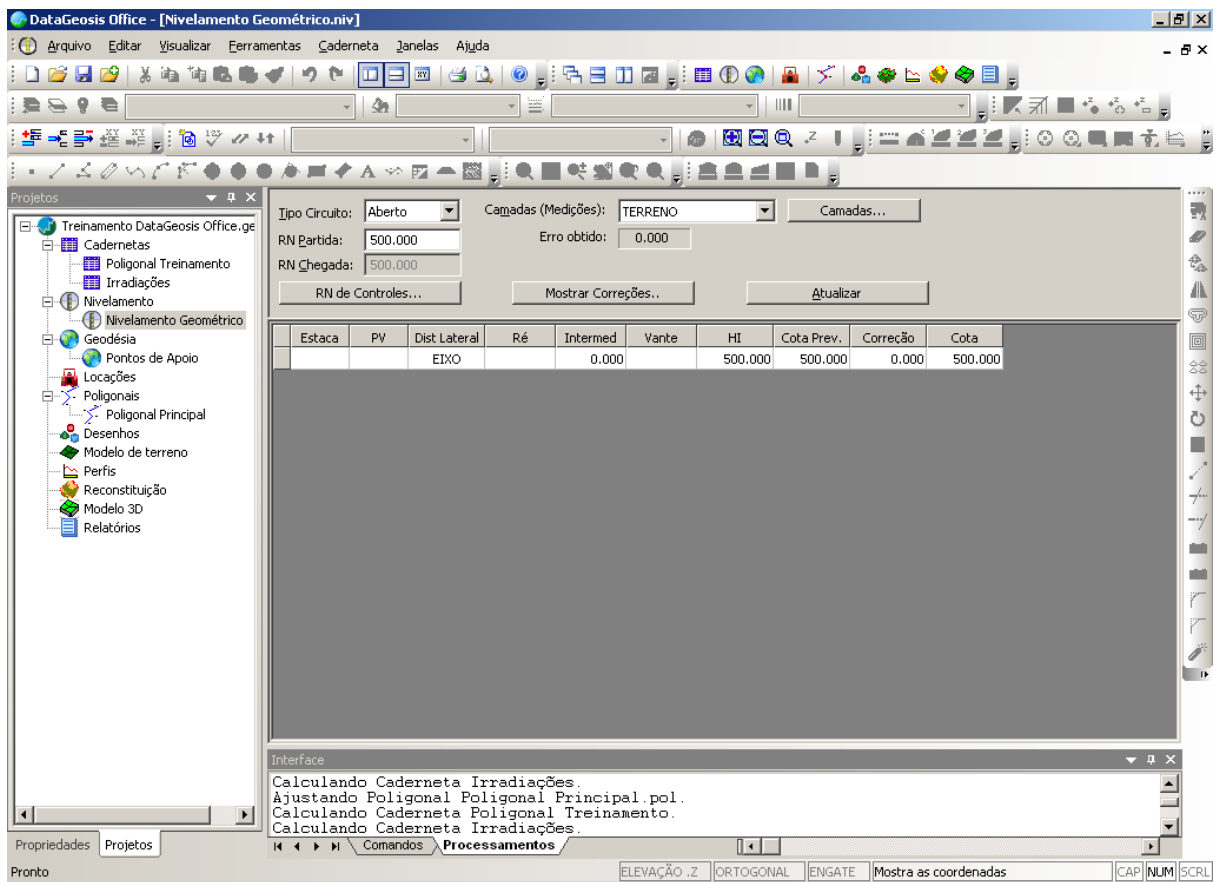 DataGeosis Office - [Nivelamento Geométrico.niv]
Arquivo Editar Visualizar Ferramentas Caderneta Janelas Ajuda
Projetos
Treinamento DataGeosis Office.ge
Cadernetas
Poligonal Treinamento
Irradiações
Nivelamento
Nivelamento Geométrico
Geodésia
Pontos de Apoio
Locações
Poligonais
Poligonal Principal
Desenhos
Modelo de terreno
Perfis
Reconstituição
Modelo 3D
Relatórios
Propriedades Projetos
Tipo Circuito: Aberto Camadas (Medições): TERRENO Camadas...
RN Partida: 500.000 Erro obtido: 0.000
RN Chegada: 500.000
RN de Controles... Mostrar Correções.. Atualizar
Estaca PV Dist Lateral Ré Intermed Vante HI Cota Prev. Correção Cota
EIXO 0.000 500.000 500.000 0.000 500.000
Interface
Calculando Caderneta Irradiações.
Ajustando Poligonal Poligonal Principal.pol.
Calculando Caderneta Poligonal Treinamento.
Calculando Caderneta Irradiações.
Comandos Processamentos
Pronto ELEVAÇÃO .Z ORTOGONAL ENGATE Mostra as coordenadas CAP NUM SCRL